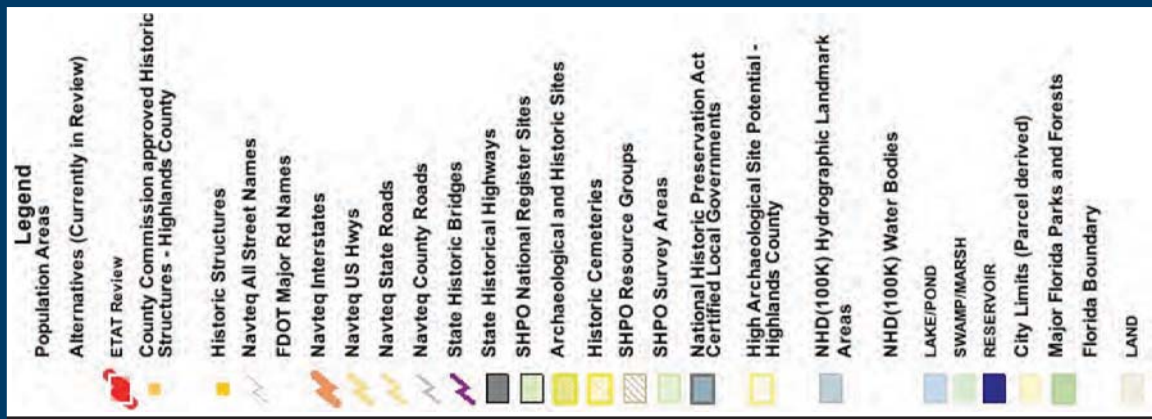 Legend
Population Areas
Alternatives (Currently in Review)
ETAT Review
County Commission approved Historic
Structures - Highlands County
Historic Structures
Navteq All Street Names
FDOT Major Rd Names
Navteq Interstates
Navteq US Hwys
Navteq State Roads
Navteq County Roads
State Historic Bridges
State Historical Highways
SHPO National Register Sites
Archaeological and Historic Sites
Historic Cemeteries
SHPO Resource Groups
SHPO Survey Areas
National Historic Preservation Act
Certified Local Governments
High Archaeological Site Potential -
Highlands County
NHD(100K) Hydrographic Landmark
Areas
NHD(100K) Water Bodies
LAKE/POND
SWAMP/MARSH
RESERVOIR
City Limits (Parcel derived)
Major Florida Parks and Forests
Florida Boundary
LAND